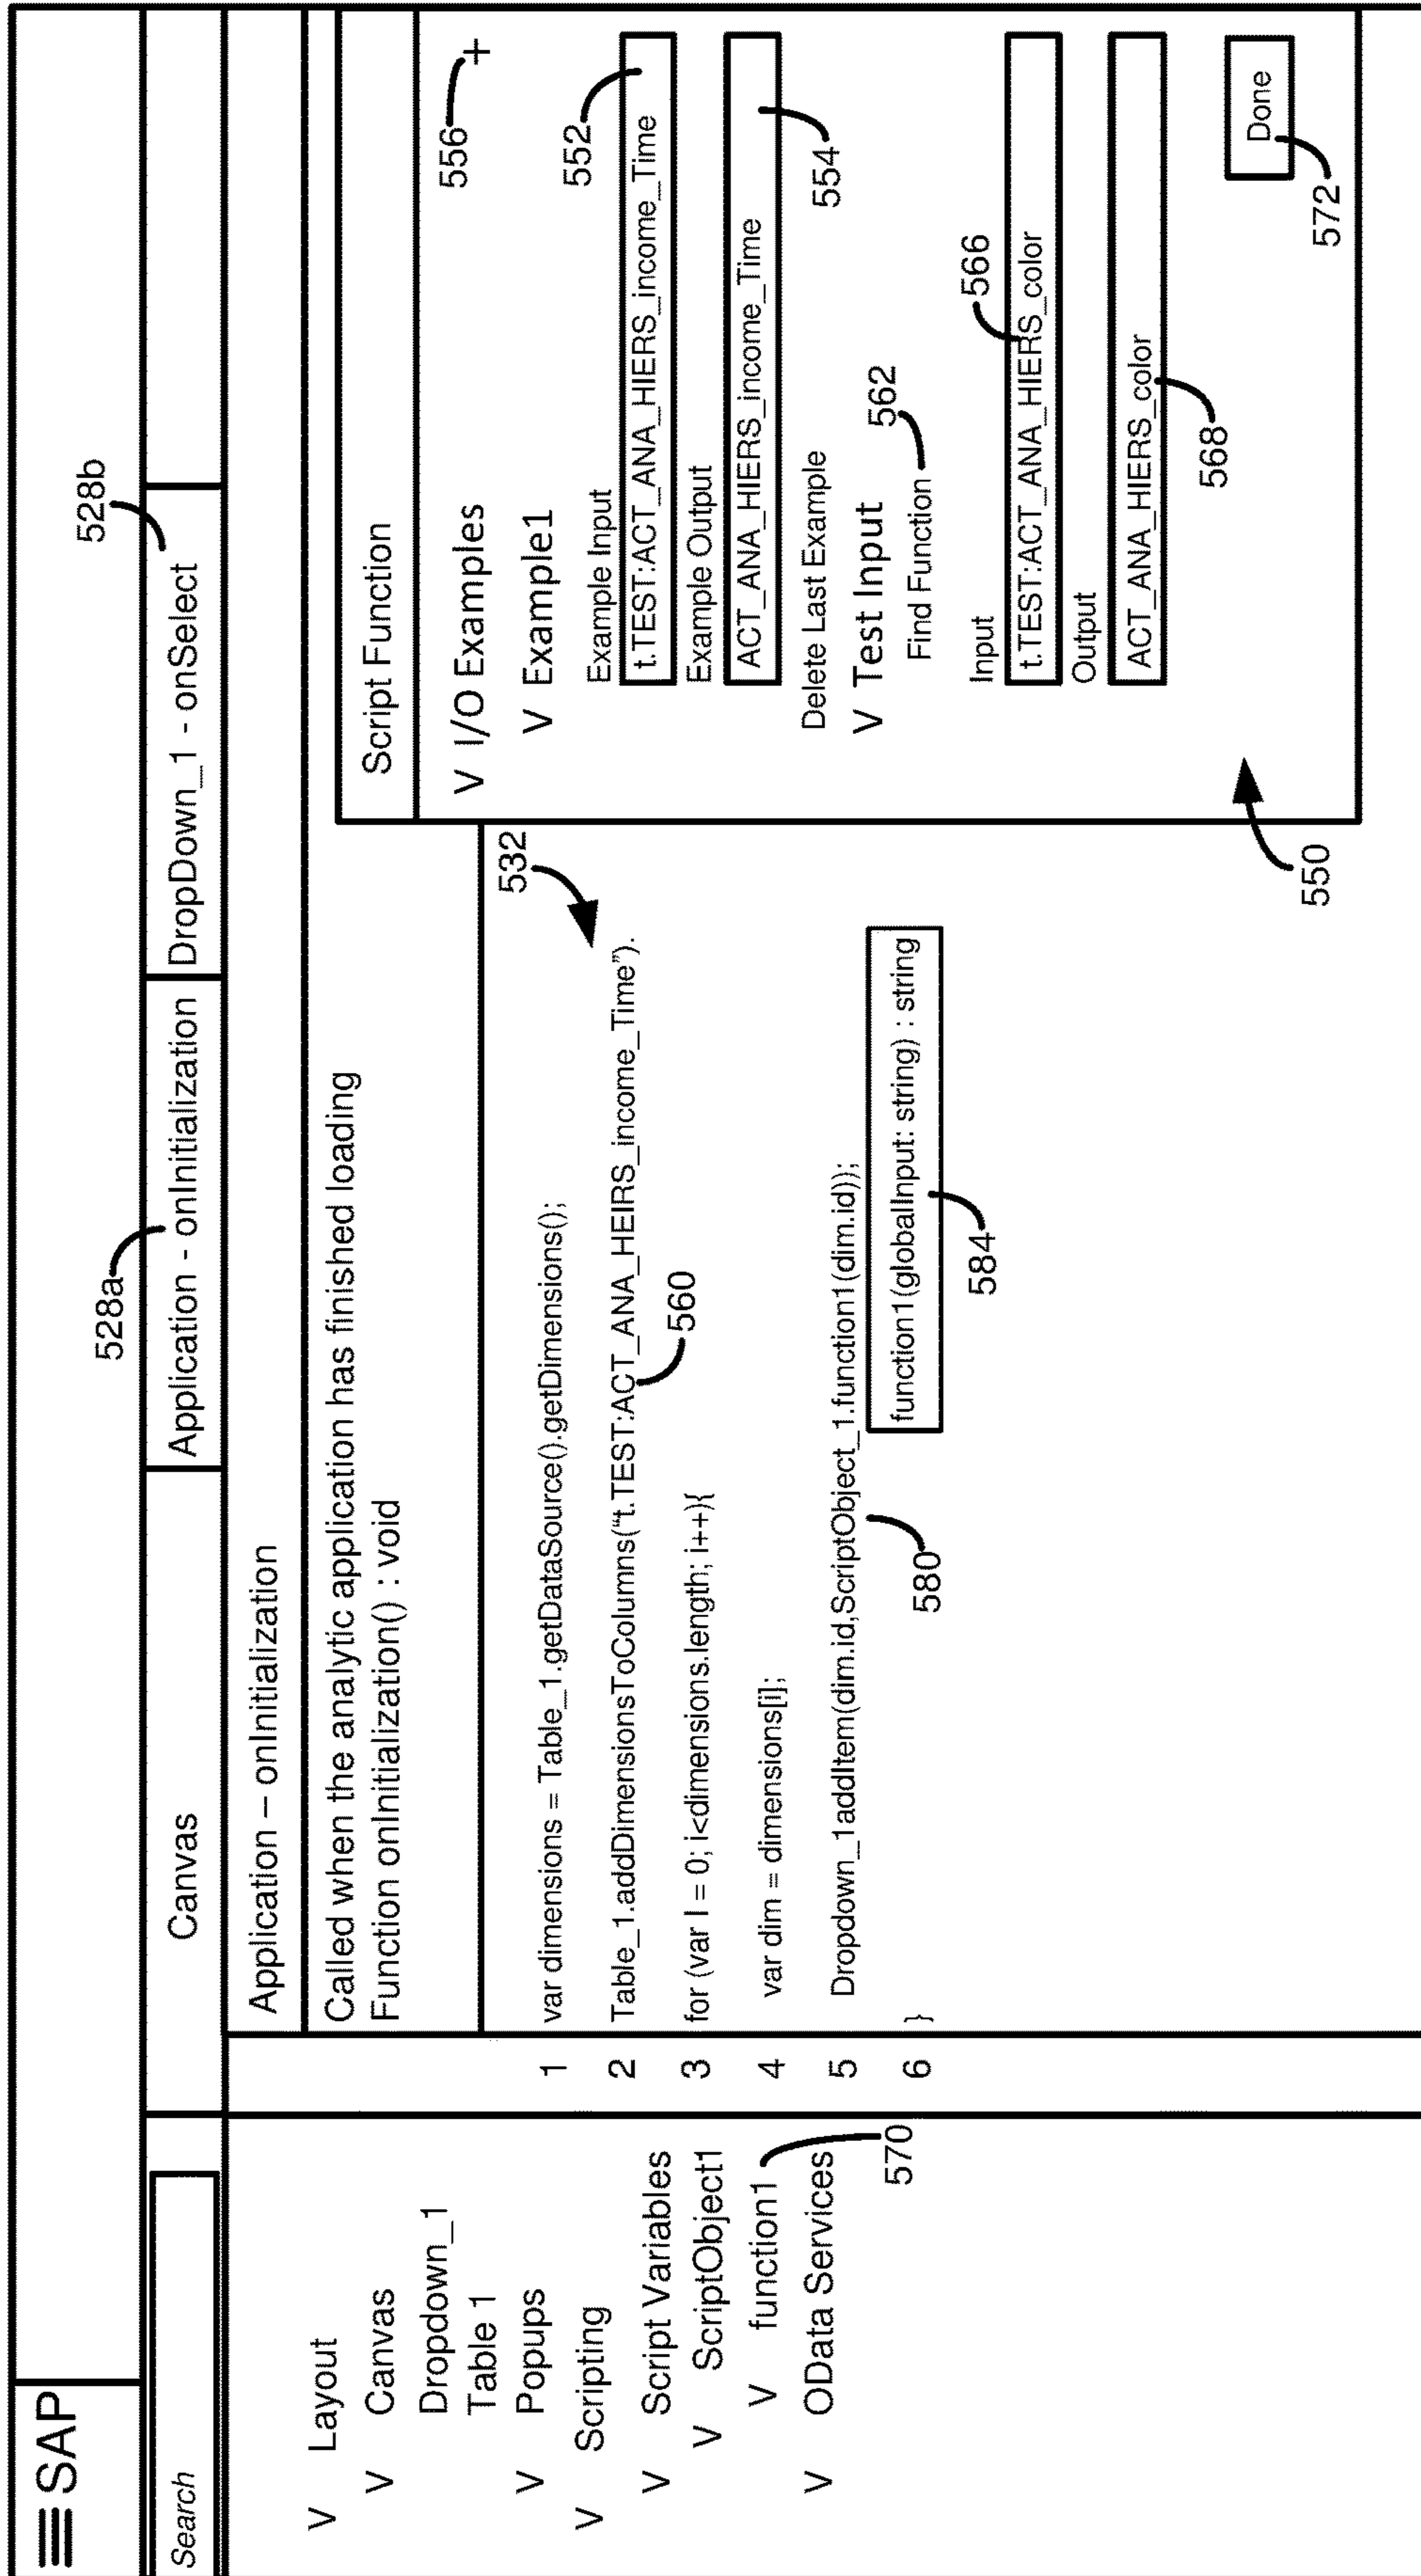 528a
528b
SAP
Search
Canvas
Application - onInitialization
DropDown_1 - onSelect
V Layout
V Canvas
Dropdown_1
Table 1
V Popups
V Scripting
V Script Variables
V ScriptObject1
V function1
570
V OData Services
Application – onInitialization
Called when the analytic application has finished loading
Function onInitialization() : void
532
1 var dimensions = Table_1.getDataSource().getDimensions();
2 Table_1.addDimensionsToColumns(“t.TEST:ACT_ANA_HEIRS_income_Time”).
560
3 for (var I = 0; i<dimensions.length; i++){
4 var dim = dimensions[i];
5 Dropdown_1addItem(dim.id,ScriptObject_1.function1(dim.id));
580
function1(globalInput: string) : string
584
6 }
Script Function
V I/O Examples
556 +
V Example1
Example Input
552
t.TEST:ACT_ANA_HIERS_income_Time
Example Output
ACT_ANA_HIERS_income_Time
554
Delete Last Example
V Test Input
Find Function
562
Input
566
t.TEST:ACT_ANA_HIERS_color
Output
ACT_ANA_HIERS_color
568
Done
572
550